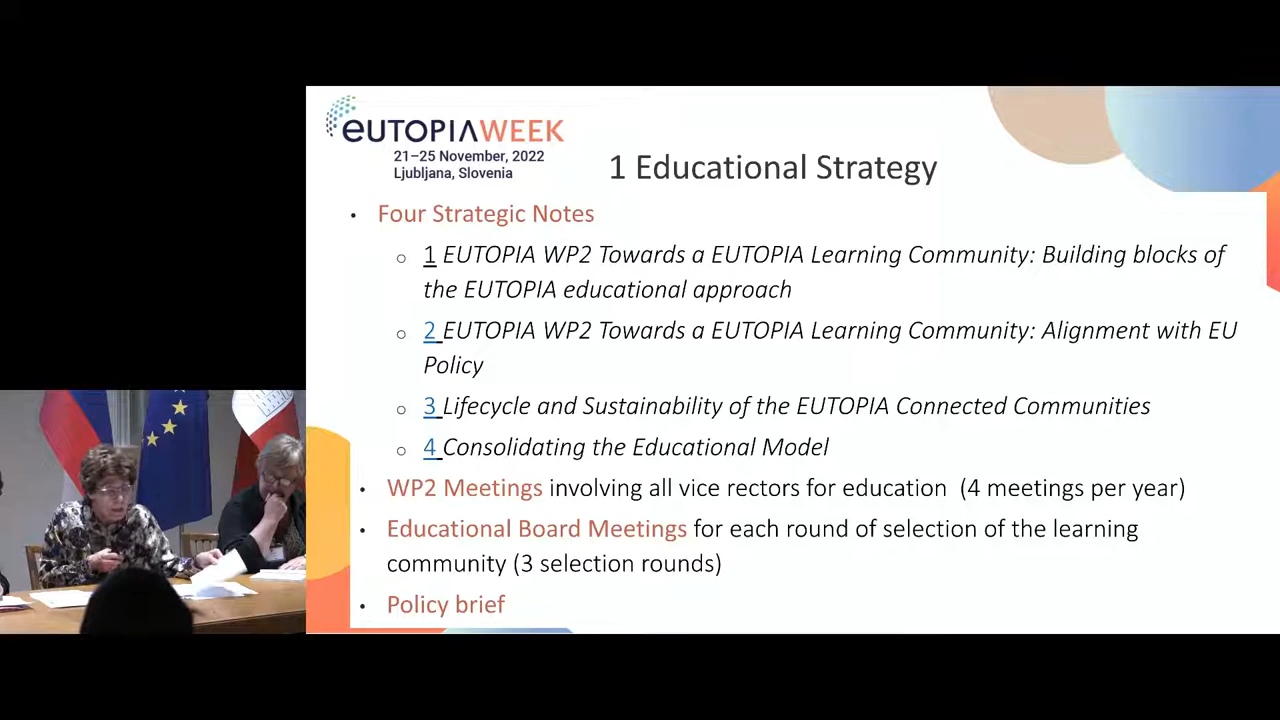 eUTOPIAWEEK
21–25 November, 2022
Ljubljana, Slovenia
1 Educational Strategy
• Four Strategic Notes
o 1 EUTOPIA WP2 Towards a EUTOPIA Learning Community: Building blocks of
the EUTOPIA educational approach
o 2 EUTOPIA WP2 Towards a EUTOPIA Learning Community: Alignment with EU
Policy
o 3 Lifecycle and Sustainability of the EUTOPIA Connected Communities
o 4 Consolidating the Educational Model
• WP2 Meetings involving all vice rectors for education (4 meetings per year)
• Educational Board Meetings for each round of selection of the learning
community (3 selection rounds)
• Policy brief